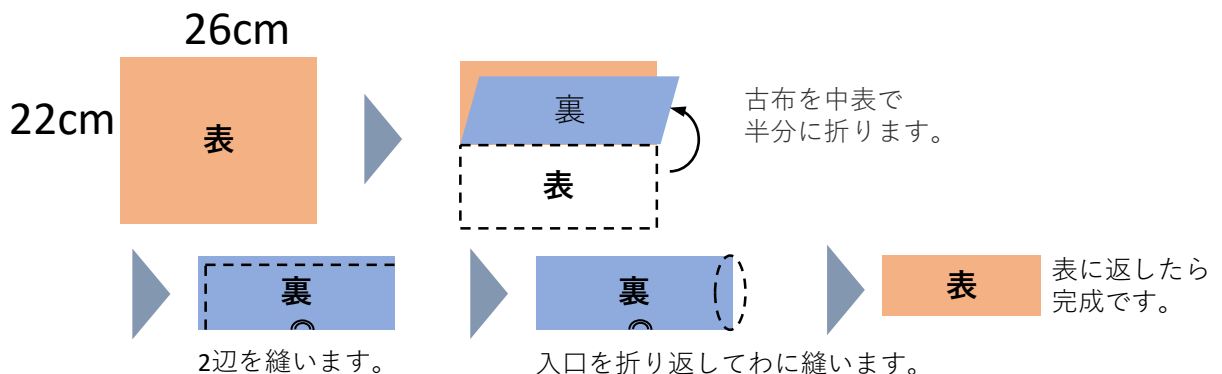 26cm
22cm
表
裏
表
古布を中表で
半分に折ります。
裏
2辺を縫います。
裏
入口を折り返してわに縫います。
表
表に返したら
完成です。